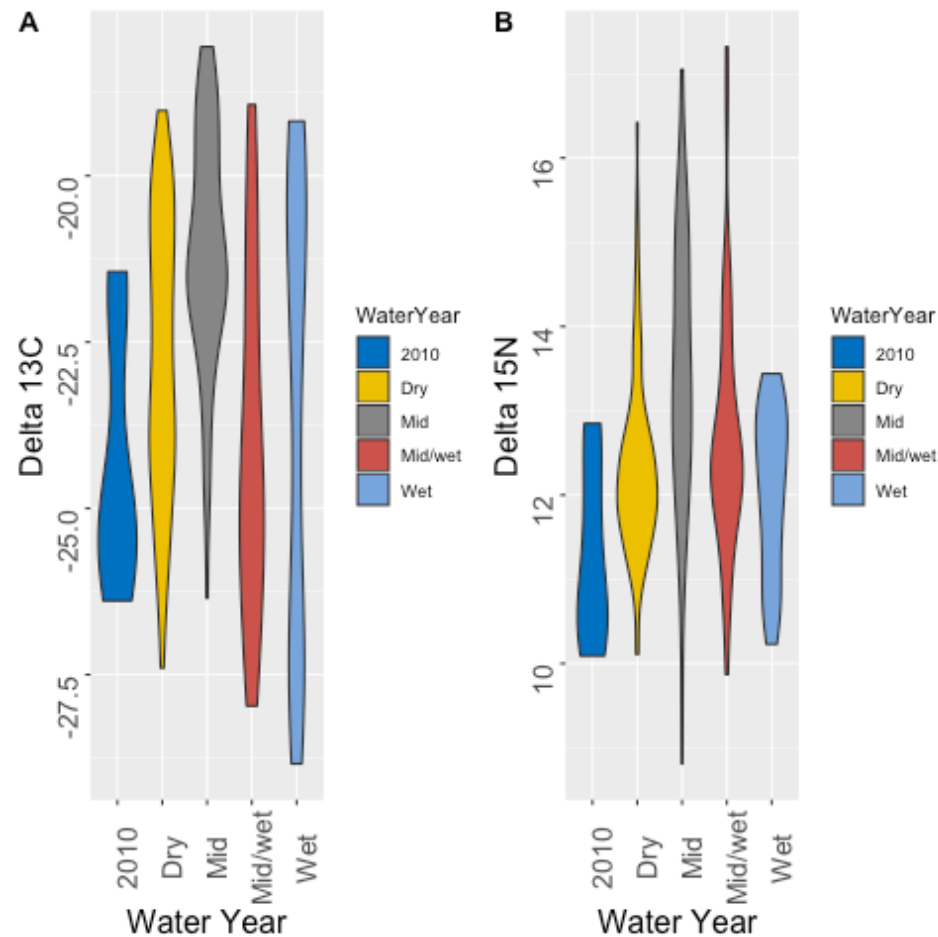 A
Delta 13C
-20.0
-22.5
-25.0
-27.5
2010
Dry
Mid
Mid/wet
Wet
Water Year
WaterYear
2010
Dry
Mid
Mid/wet
Wet
B
Delta 15N
16
14
12
10
2010
Dry
Mid
Mid/wet
Wet
Water Year
WaterYear
2010
Dry
Mid
Mid/wet
Wet